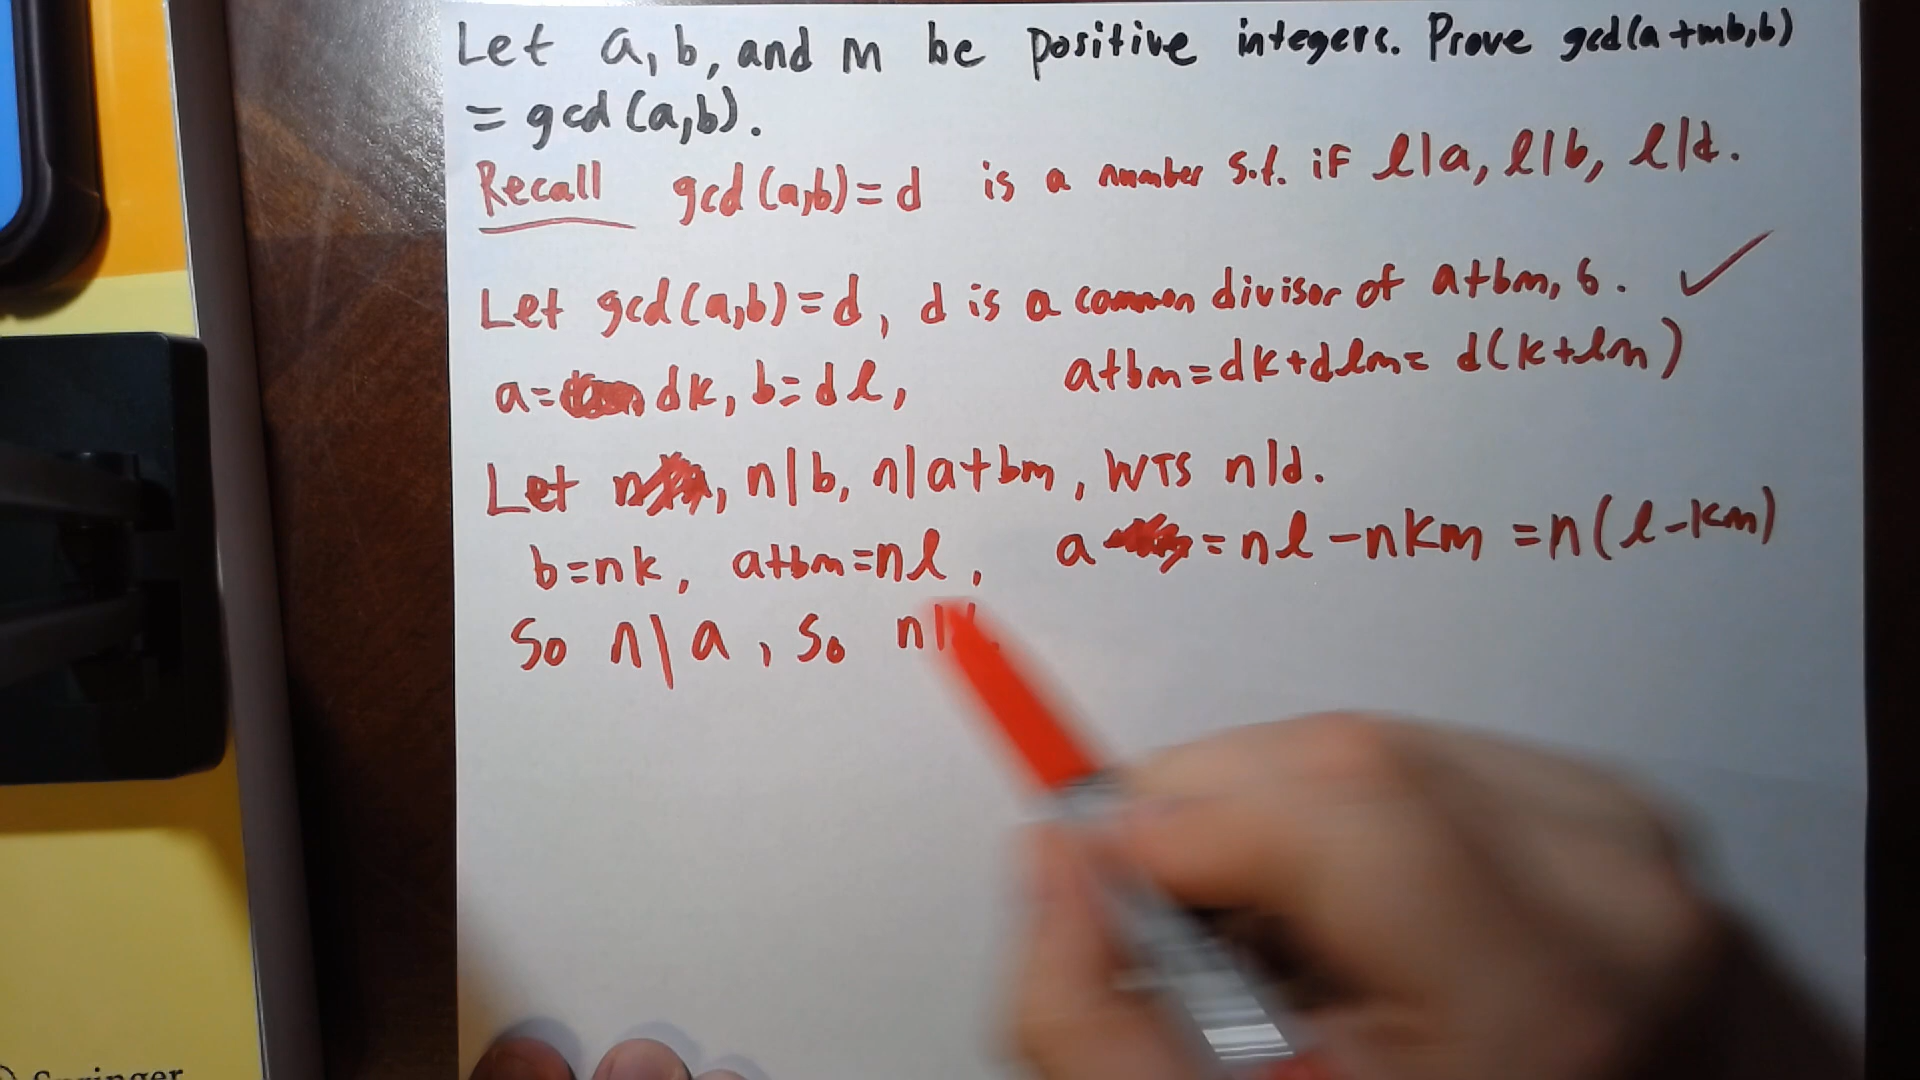 Let a, b, and m be positive integers. Prove gcd(a+mb,b)
= gcd(a,b).
Recall gcd(a,b)=d is a number s.t. if l|a, l|b, l|d.
Let gcd(a,b)=d, d is a common divisor of a+bm, b. ✓
a= dk, b=dl, a+bm=dk+dlm= d(k+lm)
Let n, n|b, n|a+bm, WTS n|d.
b=nk, a+bm=nl, a =nl-nkm =n(l-km)
So n|a, so n|
Springer